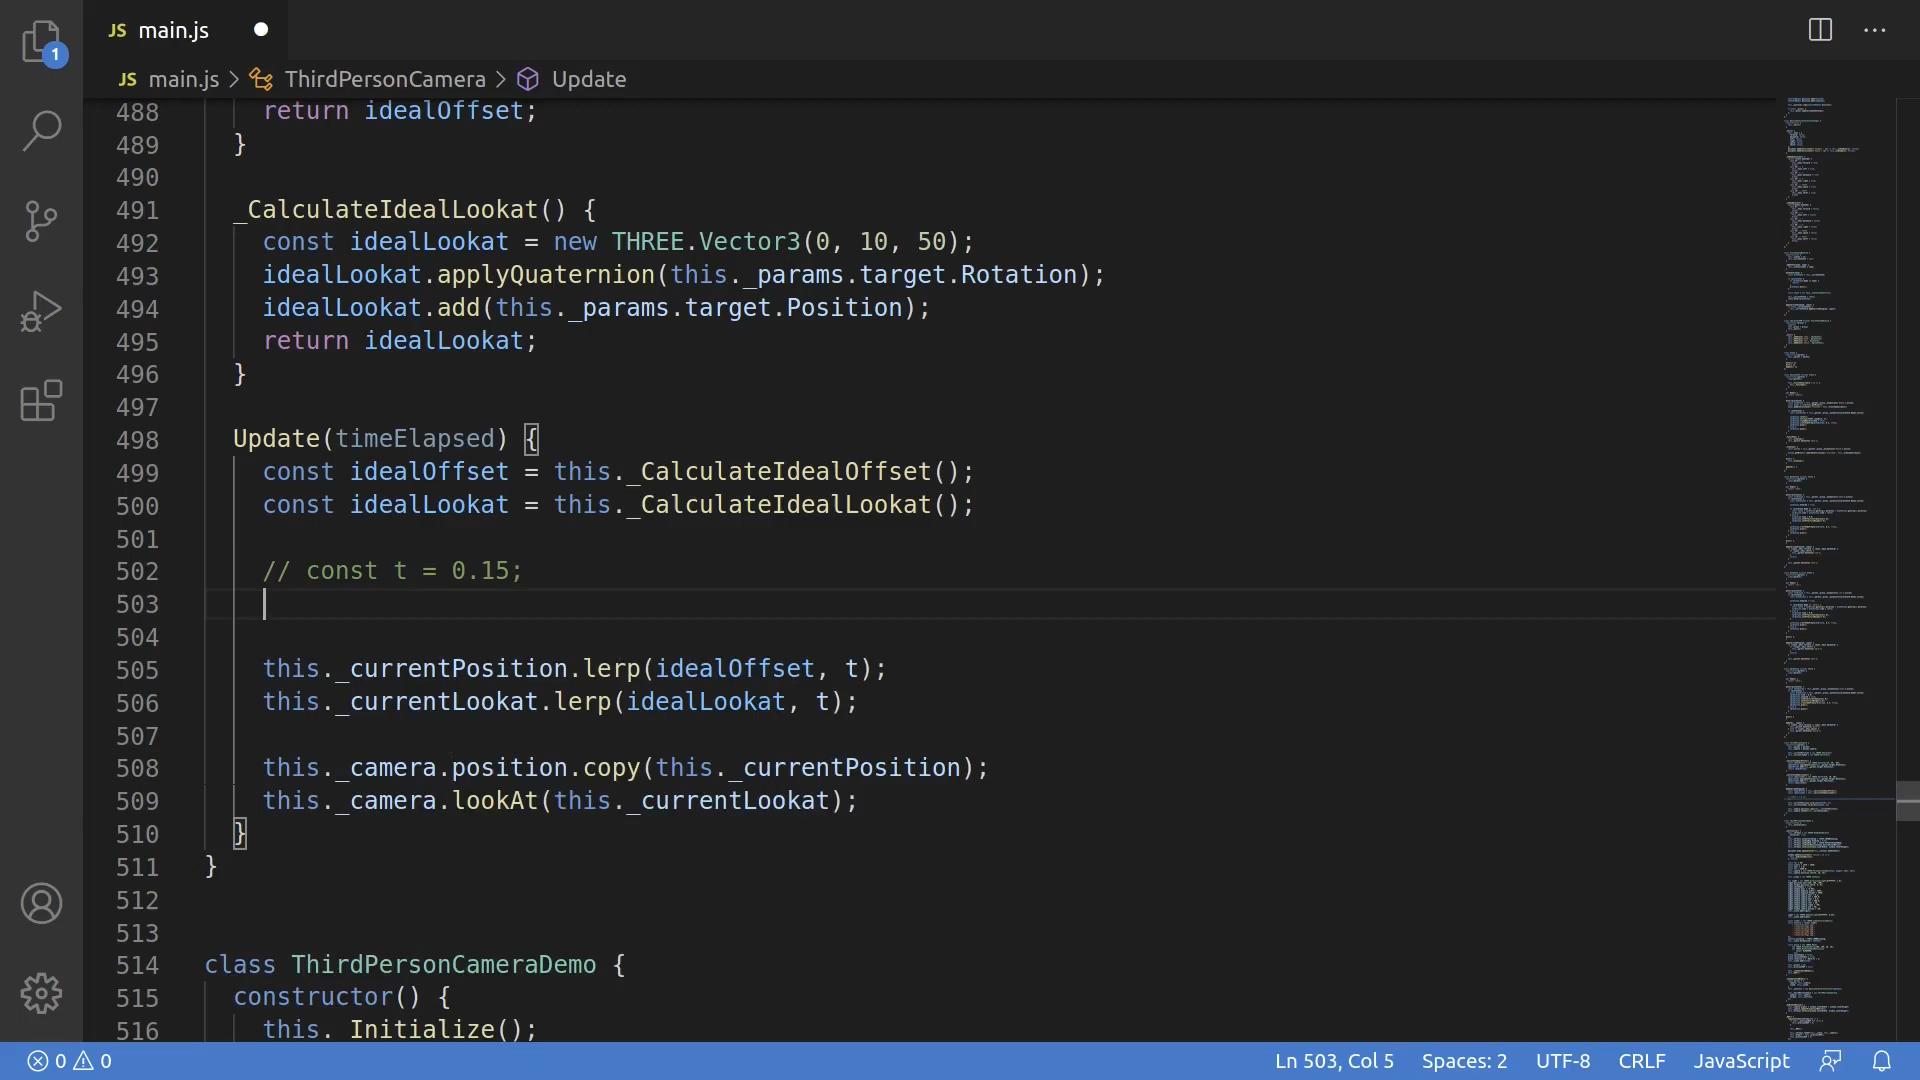 JS main.js
1
JS main.js > ThirdPersonCamera > Update
488 return idealOffset;
489 }
490
491 _CalculateIdealLookat() {
492 const idealLookat = new THREE.Vector3(0, 10, 50);
493 idealLookat.applyQuaternion(this._params.target.Rotation);
494 idealLookat.add(this._params.target.Position);
495 return idealLookat;
496 }
497
498 Update(timeElapsed) {
499 const idealOffset = this._CalculateIdealOffset();
500 const idealLookat = this._CalculateIdealLookat();
501
502 // const t = 0.15;
503
504
505 this._currentPosition.lerp(idealOffset, t);
506 this._currentLookat.lerp(idealLookat, t);
507
508 this._camera.position.copy(this._currentPosition);
509 this._camera.lookAt(this._currentLookat);
510 }
511 }
512
513
514 class ThirdPersonCameraDemo {
515 constructor() {
516 this._Initialize();
0 0 Ln 503, Col 5 Spaces: 2 UTF-8 CRLF JavaScript